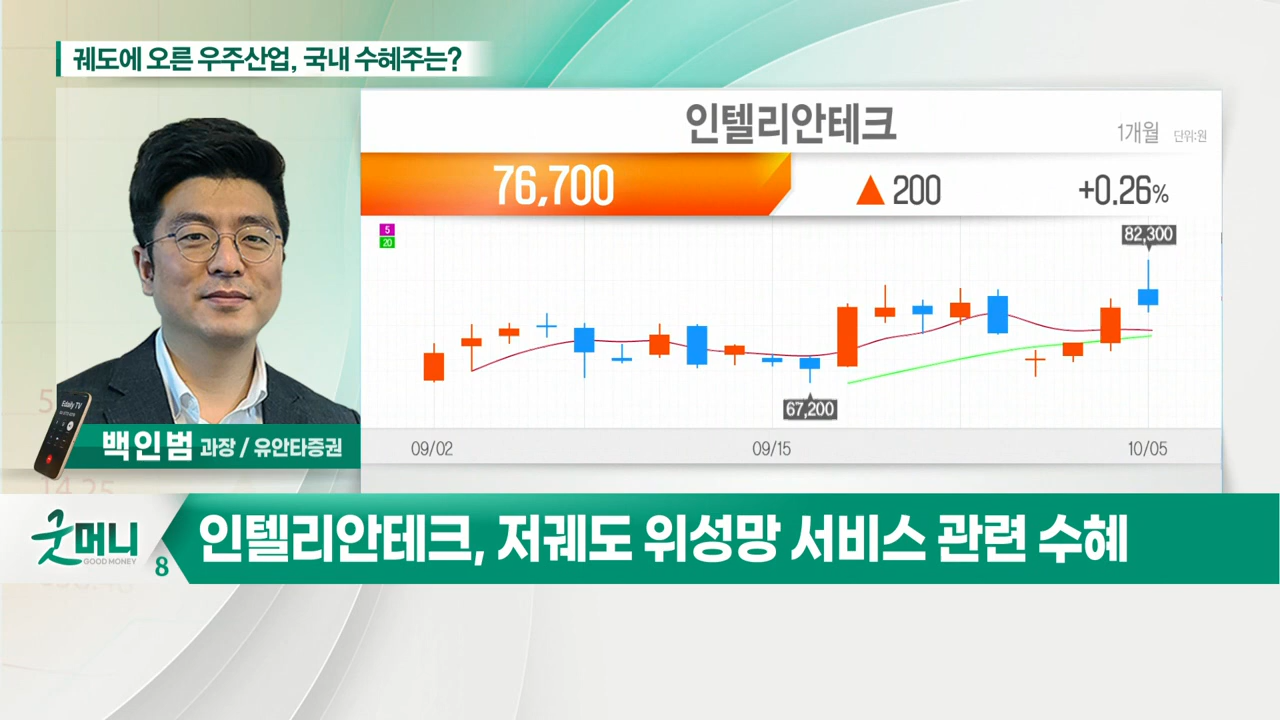 궤도에 오른 우주산업, 국내 수혜주는?
인텔리안테크
1개월 단위:원
76,700 ▲ 200 +0.26%
5
20
82,300
67,200
09/02 09/15 10/05
Edaily TV
백인범 과장 / 유안타증권
굿머니
GOOD MONEY
8
인텔리안테크, 저궤도 위성망 서비스 관련 수혜